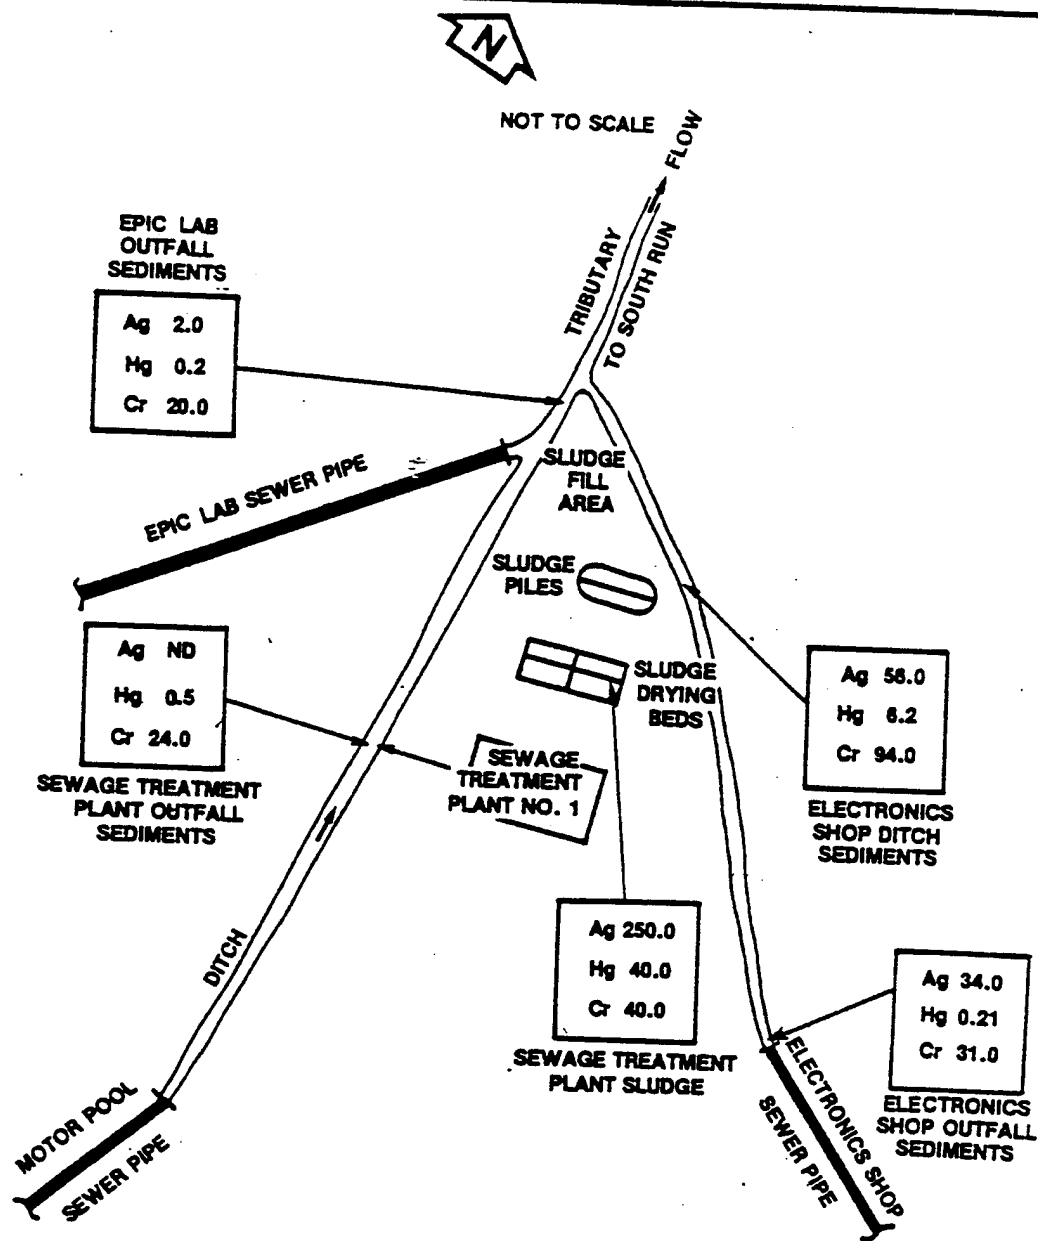 N
NOT TO SCALE
FLOW
TRIBUTARY
TO SOUTH RUN
EPIC LAB
OUTFALL
SEDIMENTS
Ag 2.0
Hg 0.2
Cr 20.0
EPIC LAB SEWER PIPE
SLUDGE
FILL
AREA
SLUDGE
PILES
SLUDGE
DRYING
BEDS
Ag ND
Hg 0.5
Cr 24.0
SEWAGE TREATMENT
PLANT OUTFALL
SEDIMENTS
SEWAGE
TREATMENT
PLANT NO. 1
Ag 56.0
Hg 6.2
Cr 94.0
ELECTRONICS
SHOP DITCH
SEDIMENTS
DITCH
Ag 250.0
Hg 40.0
Cr 40.0
SEWAGE TREATMENT
PLANT SLUDGE
Ag 34.0
Hg 0.21
Cr 31.0
ELECTRONICS
SHOP OUTFALL
SEDIMENTS
MOTOR POOL
SEWER PIPE
ELECTRONICS SHOP
SEWER PIPE